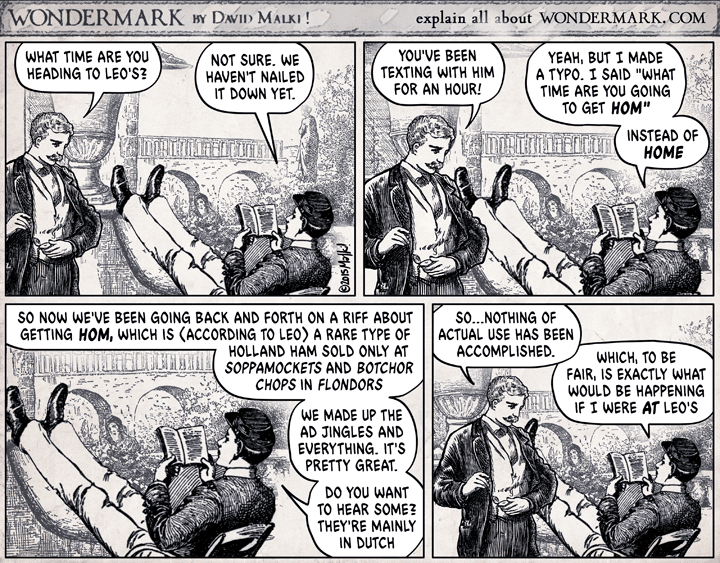 WONDERMARK BY DAVID MALKI !
explain all about WONDERMARK.COM
WHAT TIME ARE YOU
HEADING TO LEO'S?
NOT SURE. WE
HAVEN'T NAILED
IT DOWN YET.
©2015 Malki
YOU'VE BEEN
TEXTING WITH HIM
FOR AN HOUR!
YEAH, BUT I MADE
A TYPO. I SAID "WHAT
TIME ARE YOU GOING
TO GET HOM"
INSTEAD OF
HOME
SO NOW WE'VE BEEN GOING BACK AND FORTH ON A RIFF ABOUT
GETTING HOM, WHICH IS (ACCORDING TO LEO) A RARE TYPE OF
HOLLAND HAM SOLD ONLY AT
SOPPAMOCKETS AND BOTCHOR
CHOPS IN FLONDORS
WE MADE UP THE
AD JINGLES AND
EVERYTHING. IT'S
PRETTY GREAT.
DO YOU WANT
TO HEAR SOME?
THEY'RE MAINLY
IN DUTCH
SO...NOTHING OF
ACTUAL USE HAS BEEN
ACCOMPLISHED.
WHICH, TO BE
FAIR, IS EXACTLY WHAT
WOULD BE HAPPENING
IF I WERE AT LEO'S